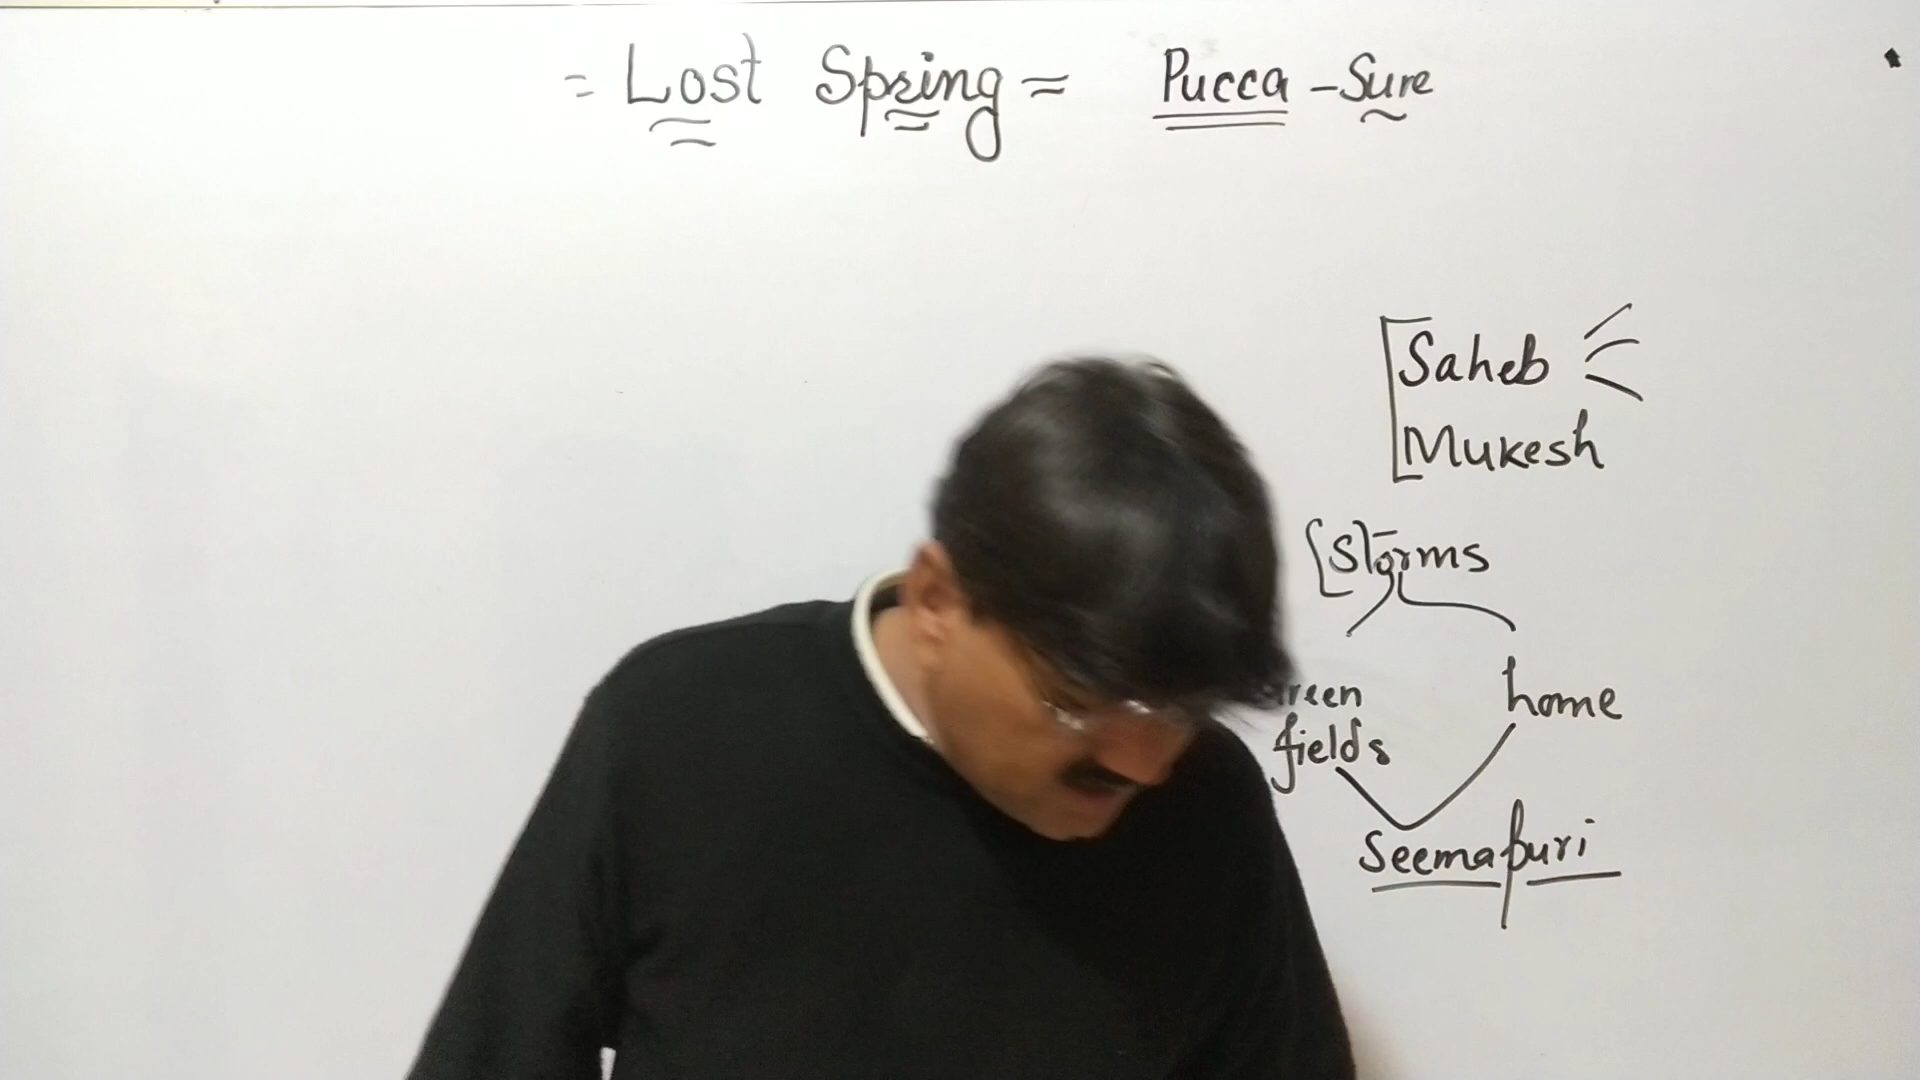 = Lost Spring = Pucca - Sure
Saheb
Mukesh
Storms
fields
home
Seemapuri